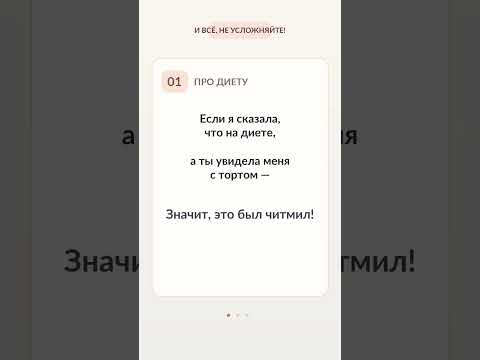 И ВСЁ, НЕ УСЛОЖНЯЙТЕ!
01 ПРО ДИЕТУ
Если я сказала,
что на диете,
а ты увидела меня
с тортом —
Значит, это был читмил!